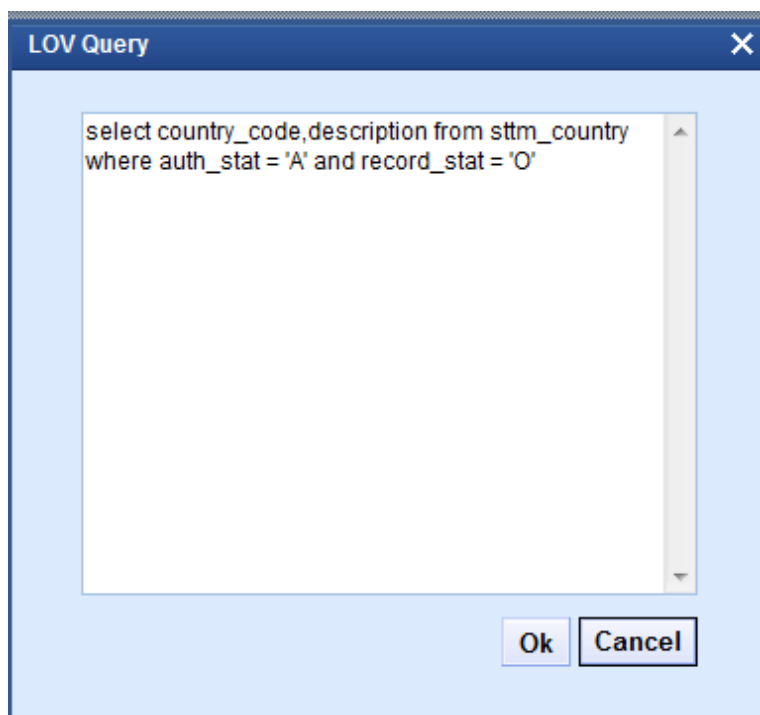 LOV Query
select country_code,description from sttm_country
where auth_stat = 'A' and record_stat = 'O'
Ok Cancel